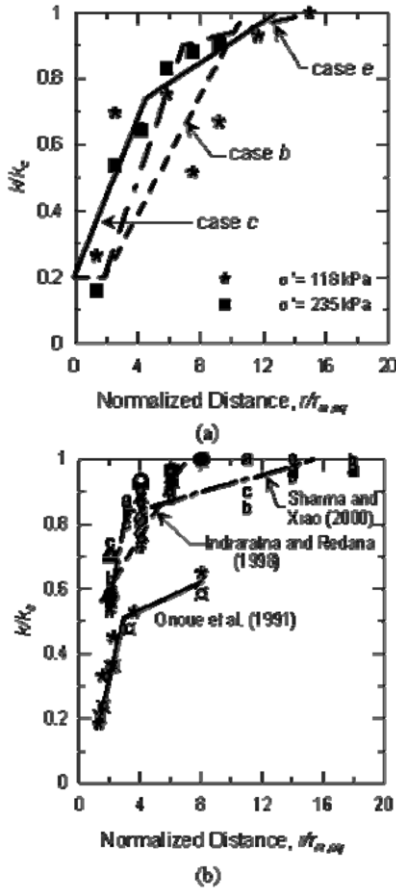 1
0.8
0.6
0.4
0.2
0
k/kc
case e
case b
case c
σ'= 118 kPa
σ'= 235 kPa
0 4 8 12 16 20
Normalized Distance, r/rm,eq
(a)
1
0.8
0.6
0.4
0.2
0
Sharma and
Xiao (2000)
Indraratna and Redana
(1998)
Onoue et al. (1991)
0 4 8 12 16 20
Normalized Distance,
(b)